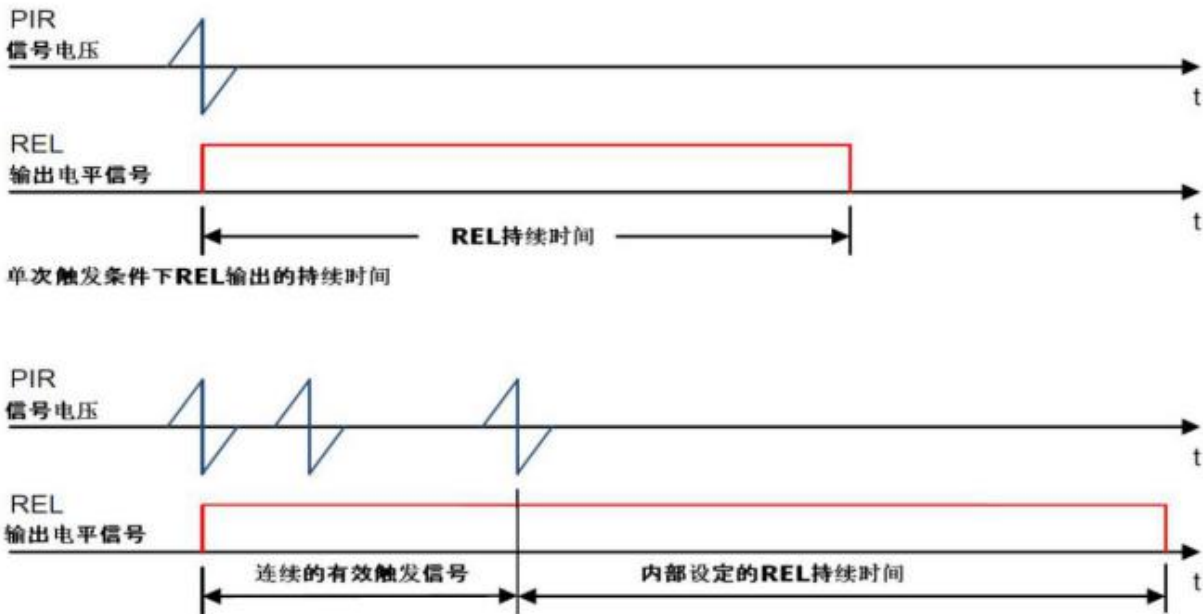 PIR
信号电压
t
REL
输出电平信号
t
REL持续时间
单次触发条件下REL输出的持续时间
PIR
信号电压
t
REL
输出电平信号
t
连续的有效触发信号
内部设定的REL持续时间